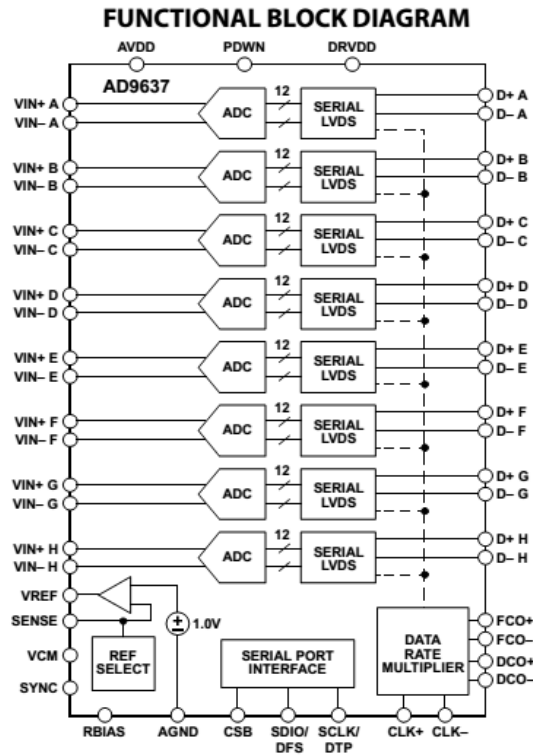 FUNCTIONAL BLOCK DIAGRAM
AVDD PDWN DRVDD
AD9637
VIN+ A
VIN– A
ADC
12
SERIAL
LVDS
D+ A
D– A
VIN+ B
VIN– B
ADC
12
SERIAL
LVDS
D+ B
D– B
VIN+ C
VIN– C
ADC
12
SERIAL
LVDS
D+ C
D– C
VIN+ D
VIN– D
ADC
12
SERIAL
LVDS
D+ D
D– D
VIN+ E
VIN– E
ADC
12
SERIAL
LVDS
D+ E
D– E
VIN+ F
VIN– F
ADC
12
SERIAL
LVDS
D+ F
D– F
VIN+ G
VIN– G
ADC
12
SERIAL
LVDS
D+ G
D– G
VIN+ H
VIN– H
ADC
12
SERIAL
LVDS
D+ H
D– H
VREF
SENSE
VCM
SYNC
REF
SELECT
1.0V
SERIAL PORT
INTERFACE
DATA
RATE
MULTIPLIER
FCO+
FCO–
DCO+
DCO–
RBIAS
AGND
CSB
SDIO/
DFS
SCLK/
DTP
CLK+
CLK–